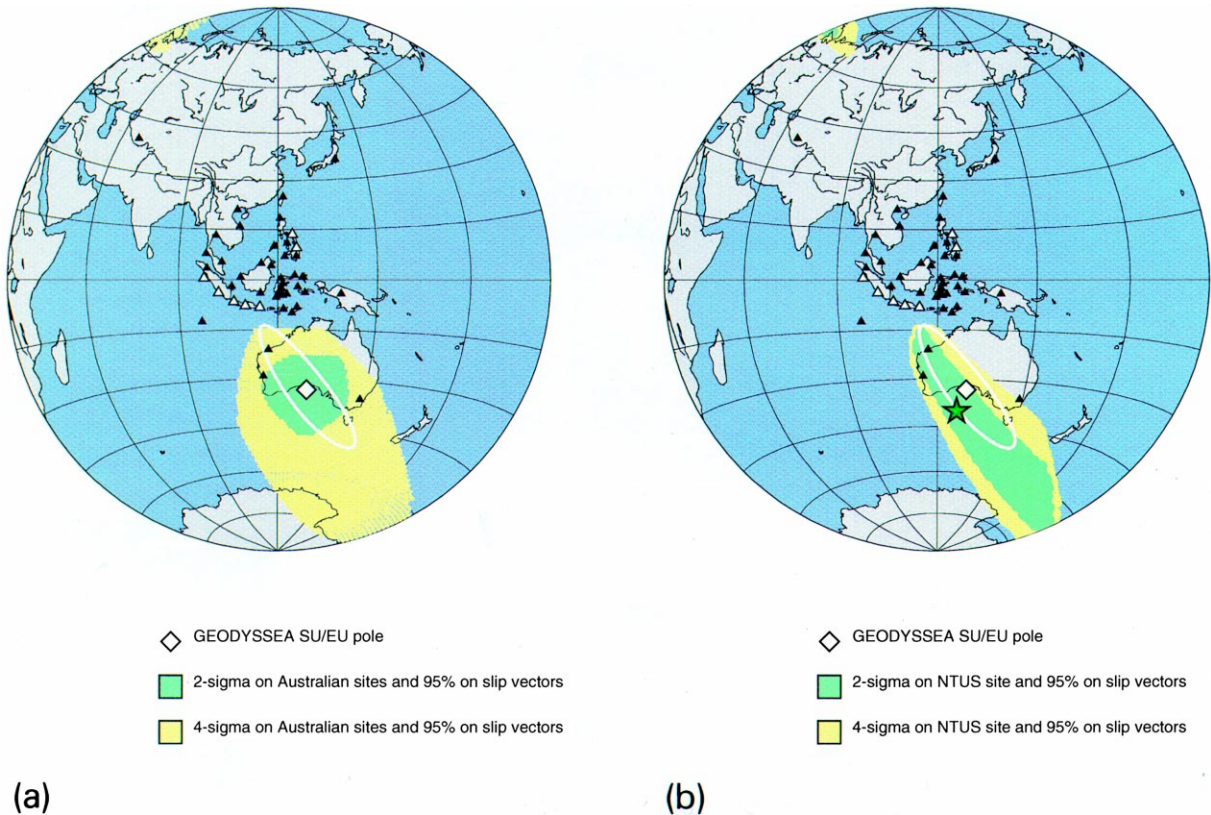 GEODYSSEA SU/EU pole
2-sigma on Australian sites and 95% on slip vectors
4-sigma on Australian sites and 95% on slip vectors
(a)
GEODYSSEA SU/EU pole
2-sigma on NTUS site and 95% on slip vectors
4-sigma on NTUS site and 95% on slip vectors
(b)